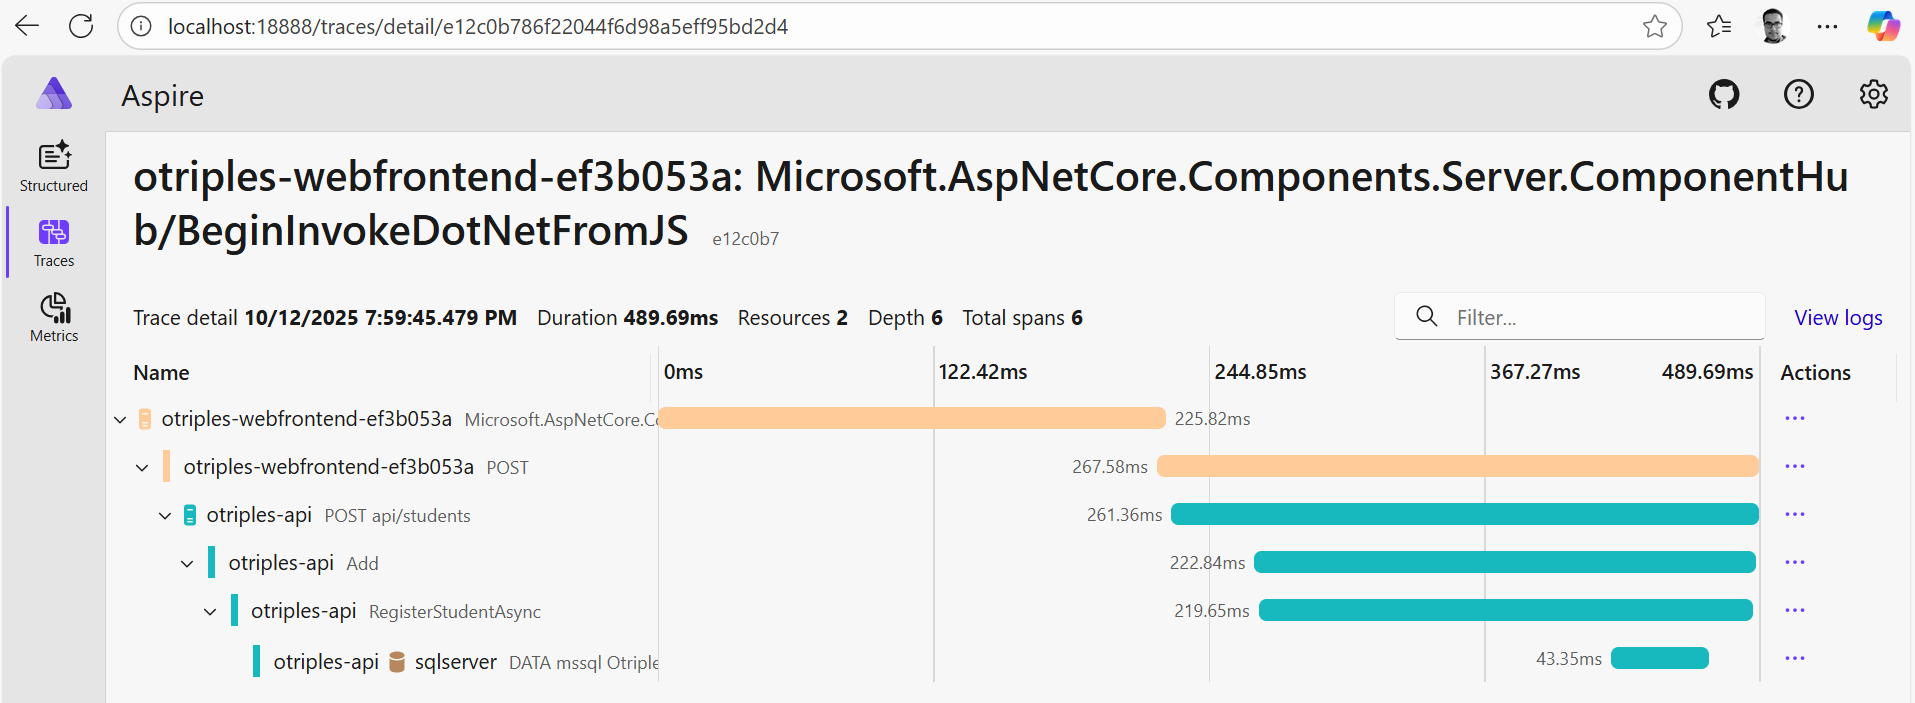 localhost:18888/traces/detail/e12c0b786f22044f6d98a5eff95bd2d4
Aspire
Structured
Traces
Metrics
otriples-webfrontend-ef3b053a: Microsoft.AspNetCore.Components.Server.ComponentHu
b/BeginInvokeDotNetFromJS e12c0b7
Trace detail 10/12/2025 7:59:45.479 PM Duration 489.69ms Resources 2 Depth 6 Total spans 6 Filter... View logs
Name 0ms 122.42ms 244.85ms 367.27ms 489.69ms Actions
otriples-webfrontend-ef3b053a Microsoft.AspNetCore.Co 225.82ms
otriples-webfrontend-ef3b053a POST 267.58ms
otriples-api POST api/students 261.36ms
otriples-api Add 222.84ms
otriples-api RegisterStudentAsync 219.65ms
otriples-api sqlserver DATA mssql Otriple 43.35ms